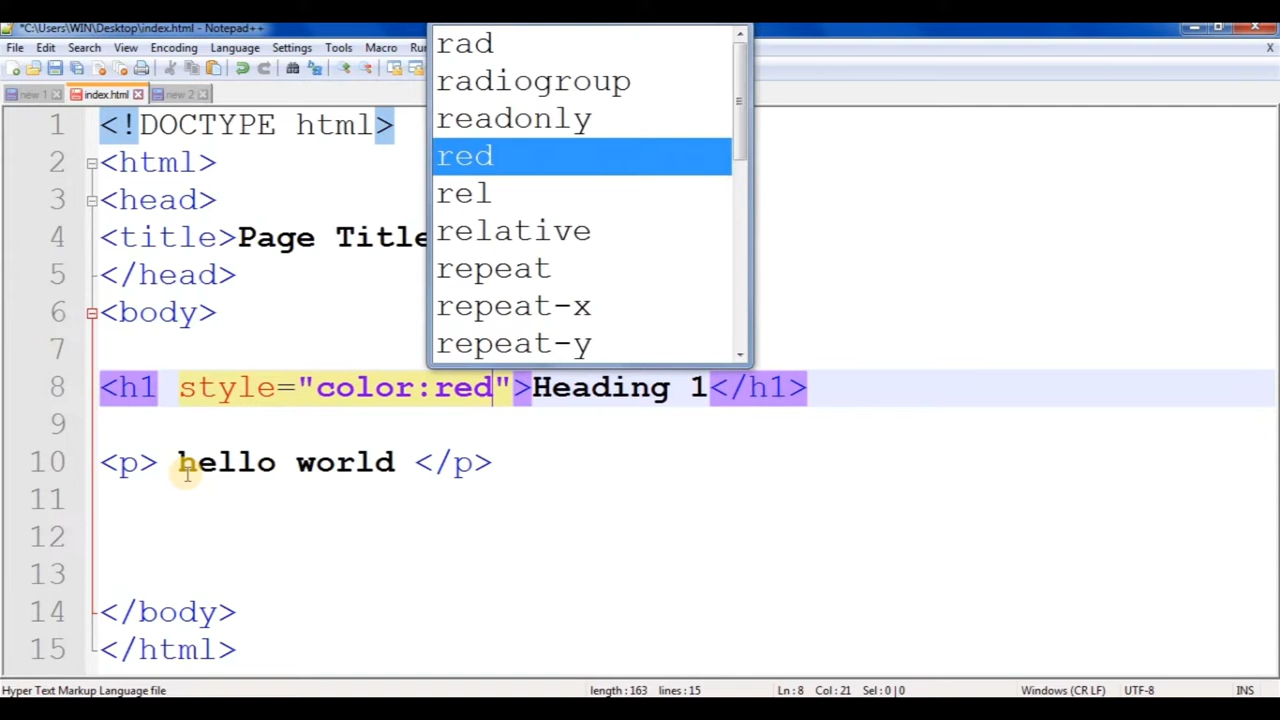 *C:\Users\WIN\Desktop\index.html - Notepad++
File Edit Search View Encoding Language Settings Tools Macro Ru
X
new 1 index.html new 2
rad
radiogroup
readonly
red
rel
relative
repeat
repeat-x
repeat-y
1 <!DOCTYPE html>
2 <html>
3 <head>
4 <title>Page Title
5 </head>
6 <body>
7
8 <h1 style="color:red">Heading 1</h1>
9
10 <p> hello world </p>
11
12
13
14 </body>
15 </html>
Hyper Text Markup Language file length : 163 lines : 15 Ln : 8 Col : 21 Sel : 0 | 0 Windows (CR LF) UTF-8 INS